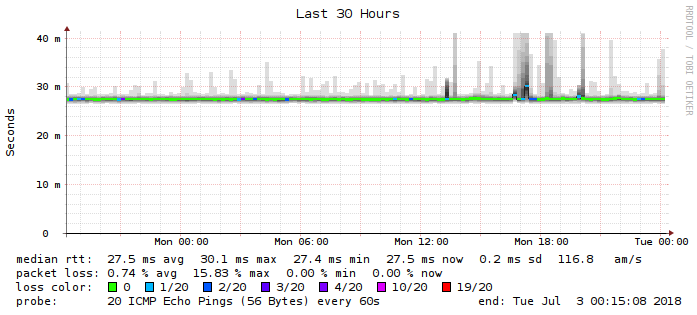 Last 30 Hours
RRDTOOL / TOBI OETIKER
Seconds
40 m
30 m
20 m
10 m
0
Mon 00:00 Mon 06:00 Mon 12:00 Mon 18:00 Tue 00:00
median rtt: 27.5 ms avg 30.1 ms max 27.4 ms min 27.5 ms now 0.2 ms sd 116.8 am/s
packet loss: 0.74 % avg 15.83 % max 0.00 % min 0.00 % now
loss color: 0 1/20 2/20 3/20 4/20 10/20 19/20
probe: 20 ICMP Echo Pings (56 Bytes) every 60s end: Tue Jul 3 00:15:08 2018